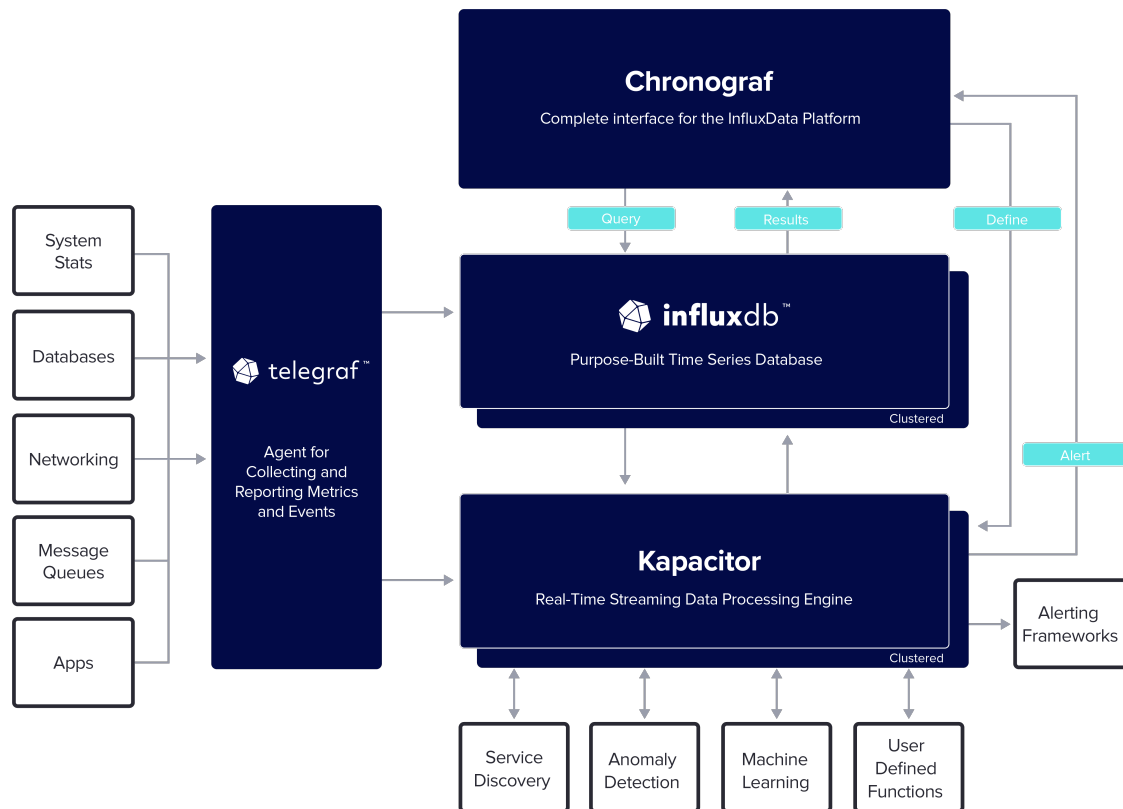 Chronograf
Complete interface for the InfluxData Platform
Query
Results
Define
System
Stats
Databases
Networking
Message
Queues
Apps
telegraf™
Agent for
Collecting and
Reporting Metrics
and Events
influxdb™
Purpose-Built Time Series Database
Clustered
Alert
Kapacitor
Real-Time Streaming Data Processing Engine
Clustered
Alerting
Frameworks
Service
Discovery
Anomaly
Detection
Machine
Learning
User
Defined
Functions